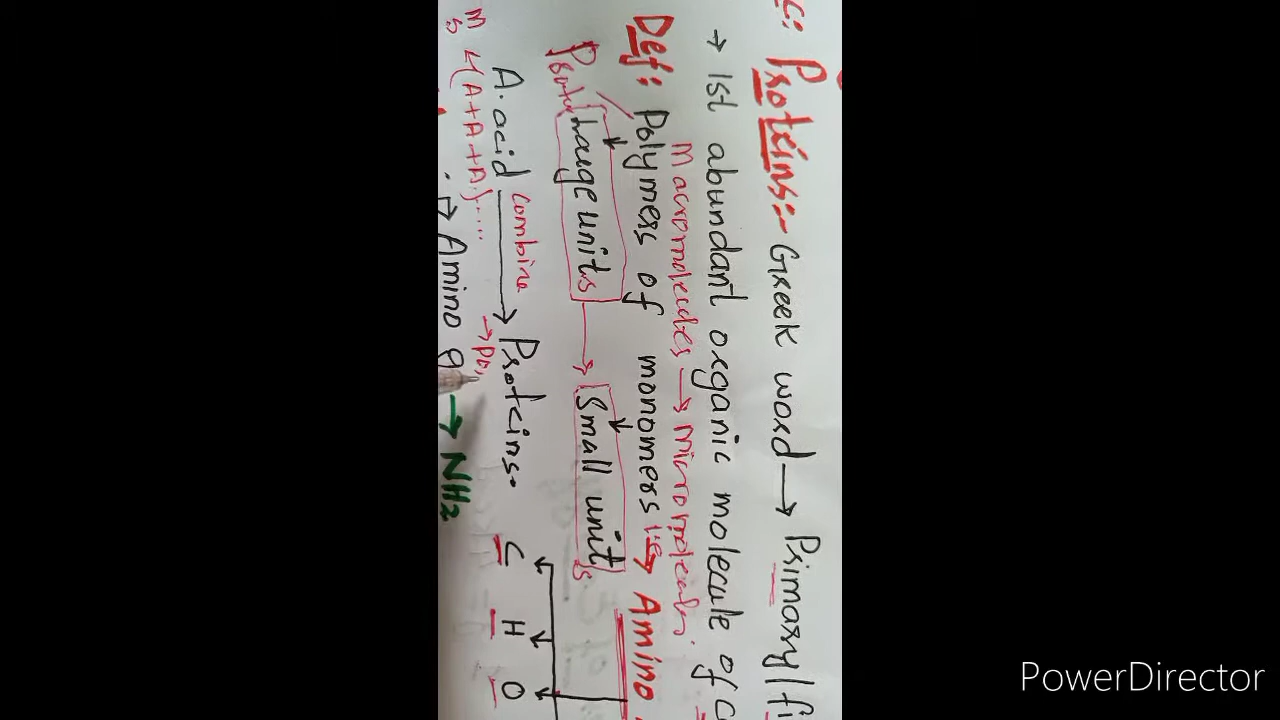 c: Proteins:- Greek word → Primary/fi
→ 1st abundant organic molecule of
Macromolecules → Micromolecules.
Def: Polymers of monomers i.e → Amino
Protein Large units → Small units
A. acid combine → Proteins.
C H O
(A+A+A)......
→ Amino → NH2
PowerDirector